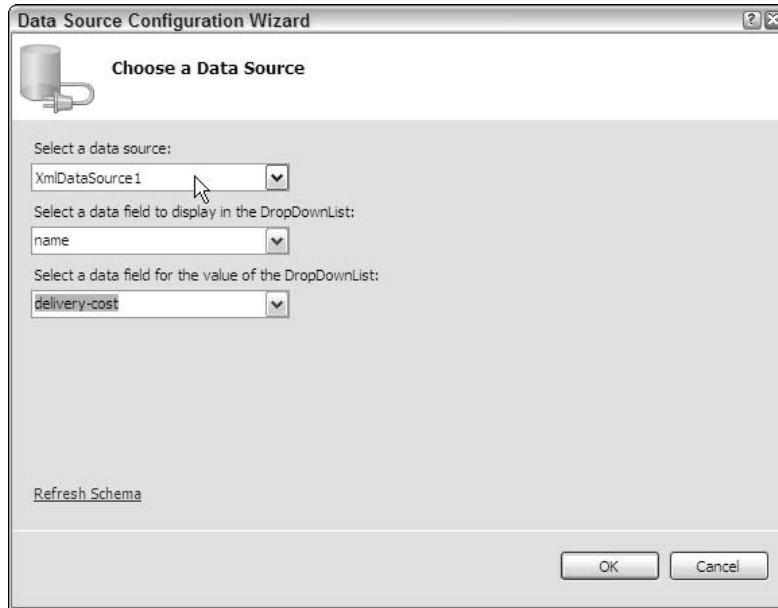 Data Source Configuration Wizard
Choose a Data Source
Select a data source:
XmlDataSource1
Select a data field to display in the DropDownList:
name
Select a data field for the value of the DropDownList:
delivery-cost
Refresh Schema
OK Cancel